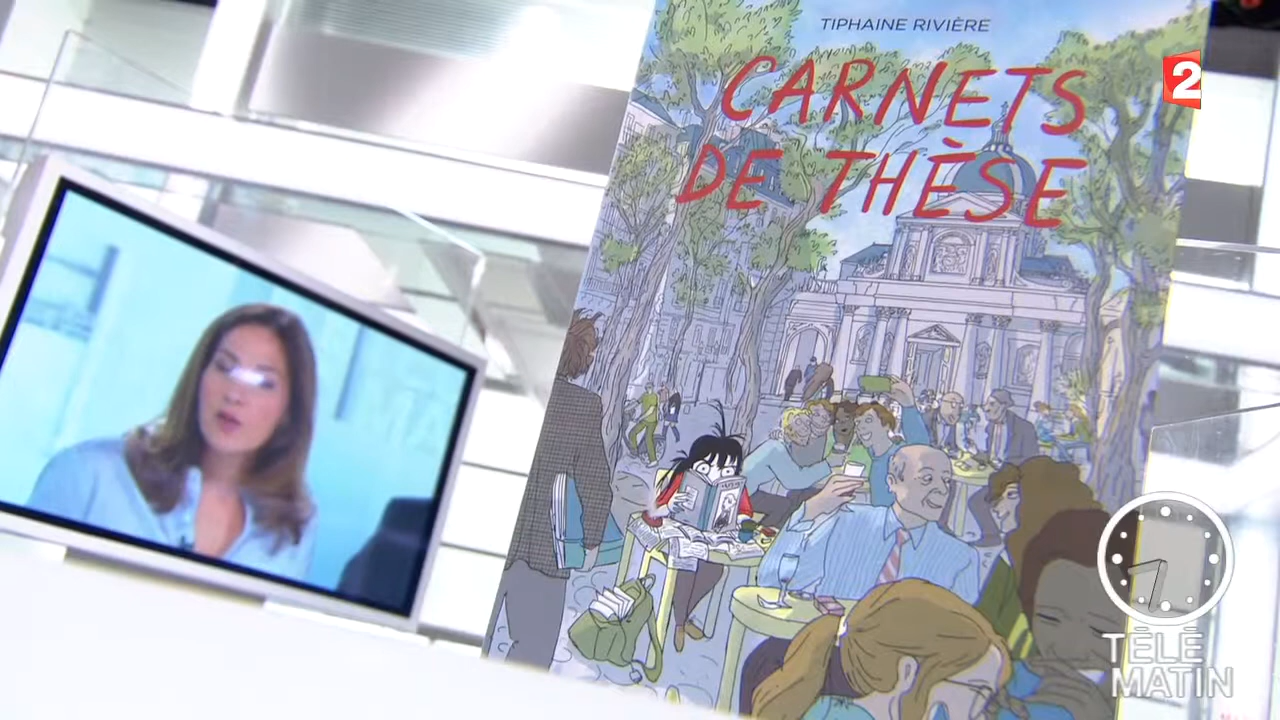 TIPHAINE RIVIÈRE
CARNETS
DE THÈSE
2
TÉLÉ
MATIN